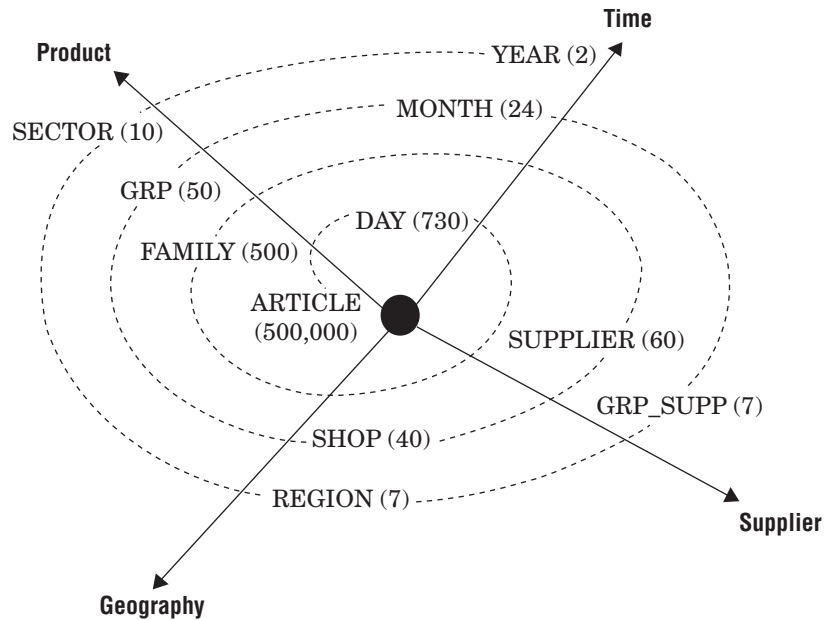 Time
Product
YEAR (2)
MONTH (24)
SECTOR (10)
GRP (50)
DAY (730)
FAMILY (500)
ARTICLE
(500,000)
SUPPLIER (60)
GRP_SUPP (7)
SHOP (40)
REGION (7)
Supplier
Geography